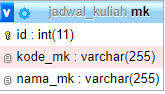 v jadwal_kuliah mk
id : int(11)
kode_mk : varchar(255)
nama_mk : varchar(255)